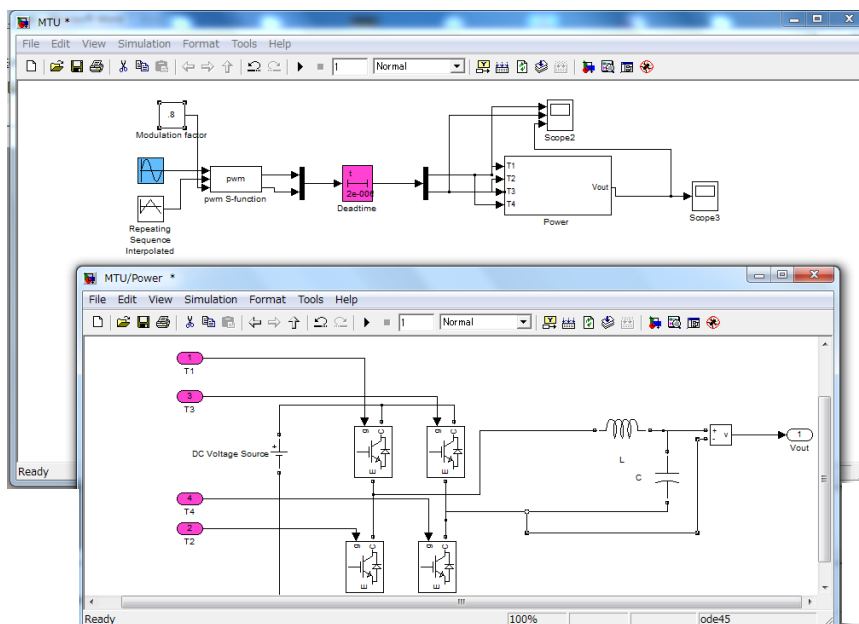 MTU *
File Edit View Simulation Format Tools Help
1 Normal
.8
Modulation factor
pwm
pwm S-function
Repeating
Sequence
Interpolated
t
Deadtime
Scope2
T1
T2
T3
T4
Vout
Power
Scope3
Ready
MTU/Power *
File Edit View Simulation Format Tools Help
1 Normal
1
T1
3
T3
DC Voltage Source
g C
E
g C
E
L
C
+
-
v
1
Vout
4
T4
2
T2
g C
E
g C
E
Ready 100% ode45